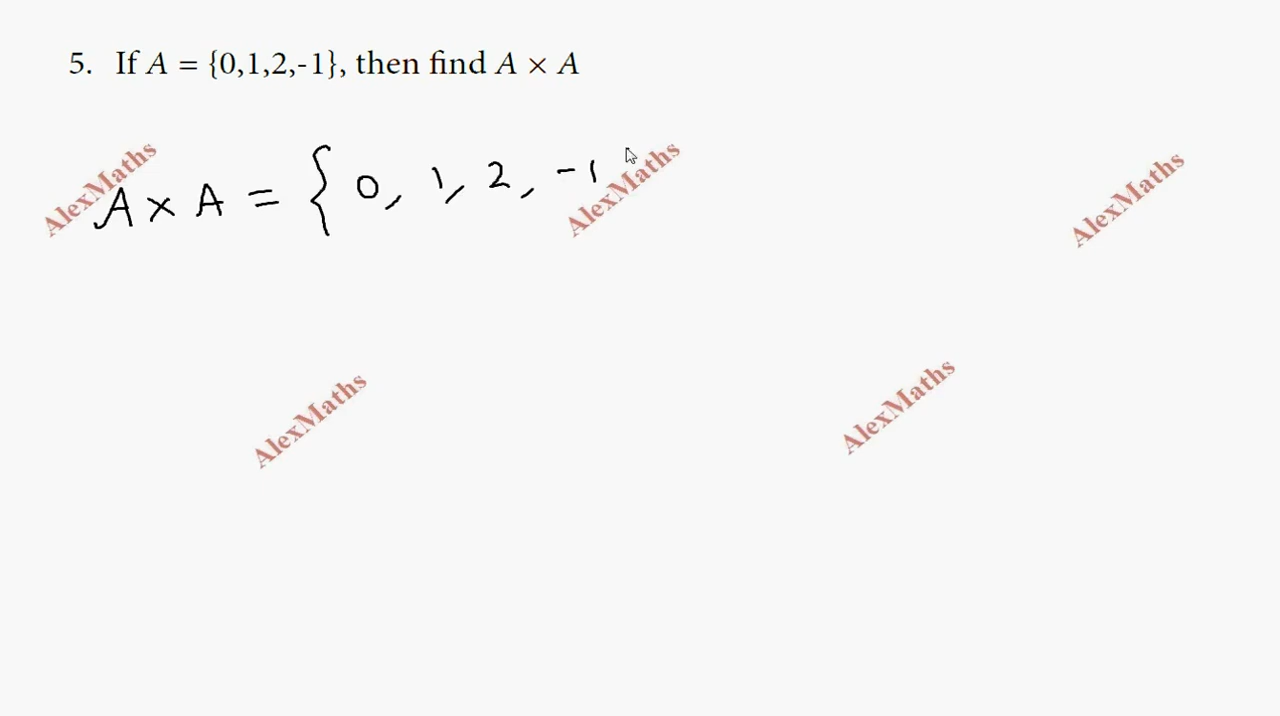 5. If A = {0,1,2,-1}, then find A × A
A × A = { 0, 1, 2, -1
AlexMaths
AlexMaths
AlexMaths
AlexMaths
AlexMaths